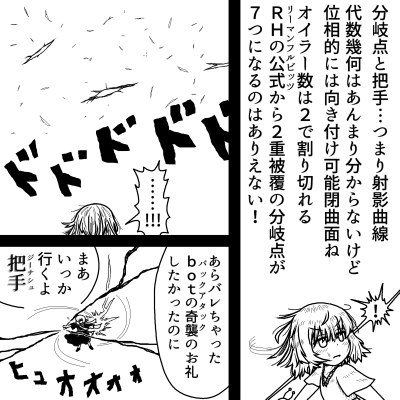 分岐点と把手…つまり射影曲線
代数幾何はあんまり分からないけど
位相的には向き付け可能閉曲面ね
オイラー数は２で割り切れる
リーマンフルビッツ
ＲＨの公式から２重被覆の分岐点が
７つになるのはありえない！
…！
ドドドド
………!!!
あらバレちゃった
バックアタック
ｂｏｔの奇襲のお礼
したかったのに
まあ
いっか
行くよ
ジーナシュ
把手
ヒュオオオォ